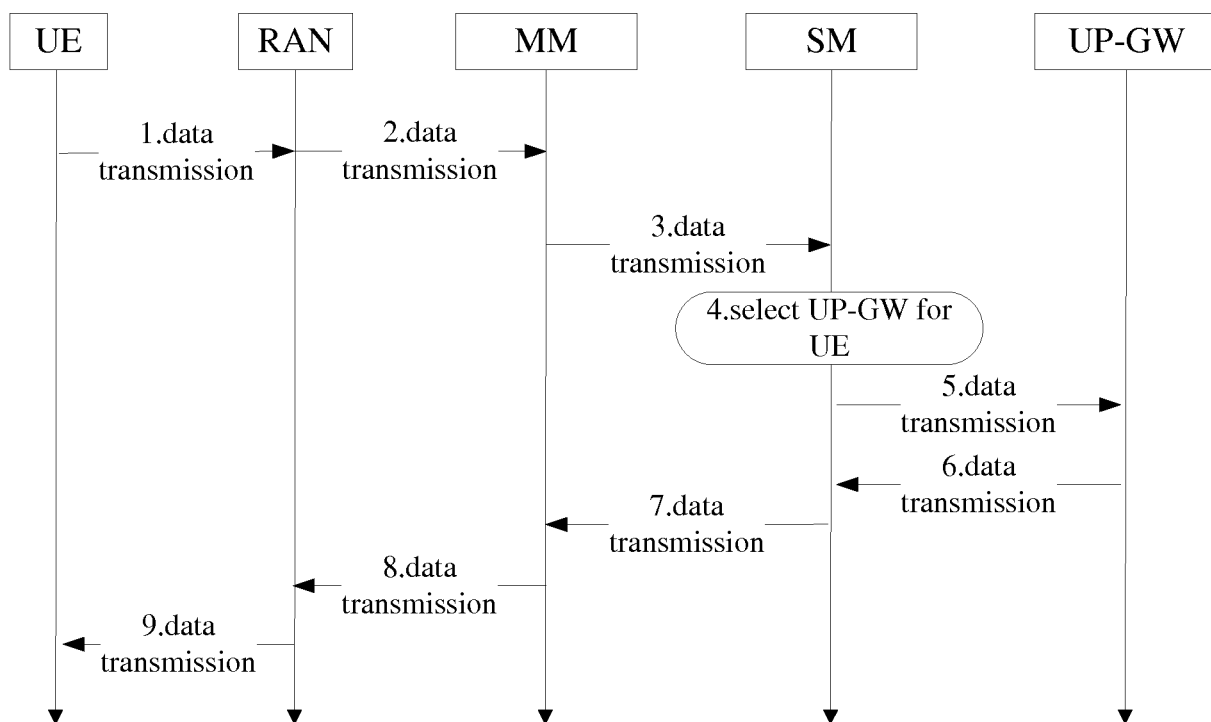 UE
RAN
MM
SM
UP-GW
1.data
transmission
2.data
transmission
3.data
transmission
4.select UP-GW for
UE
5.data
transmission
6.data
transmission
7.data
transmission
8.data
transmission
9.data
transmission